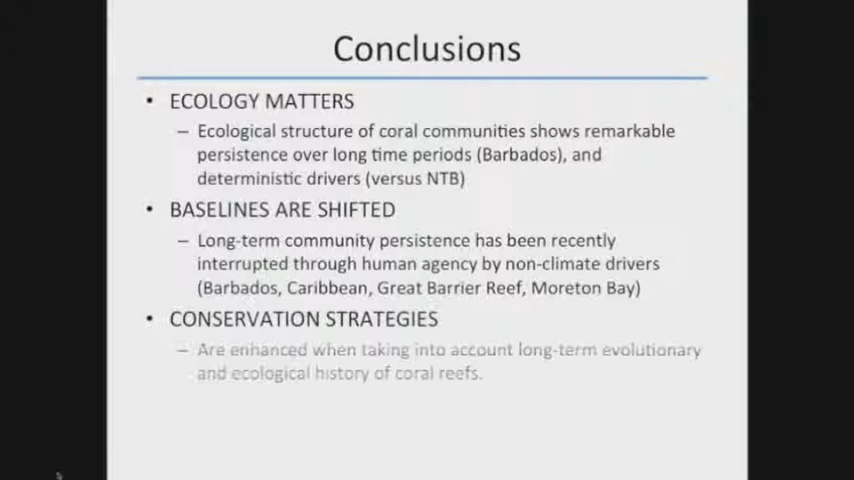 Conclusions
• ECOLOGY MATTERS
– Ecological structure of coral communities shows remarkable
persistence over long time periods (Barbados), and
deterministic drivers (versus NTB)
• BASELINES ARE SHIFTED
– Long-term community persistence has been recently
interrupted through human agency by non-climate drivers
(Barbados, Caribbean, Great Barrier Reef, Moreton Bay)
• CONSERVATION STRATEGIES
– Are enhanced when taking into account long-term evolutionary
and ecological history of coral reefs.